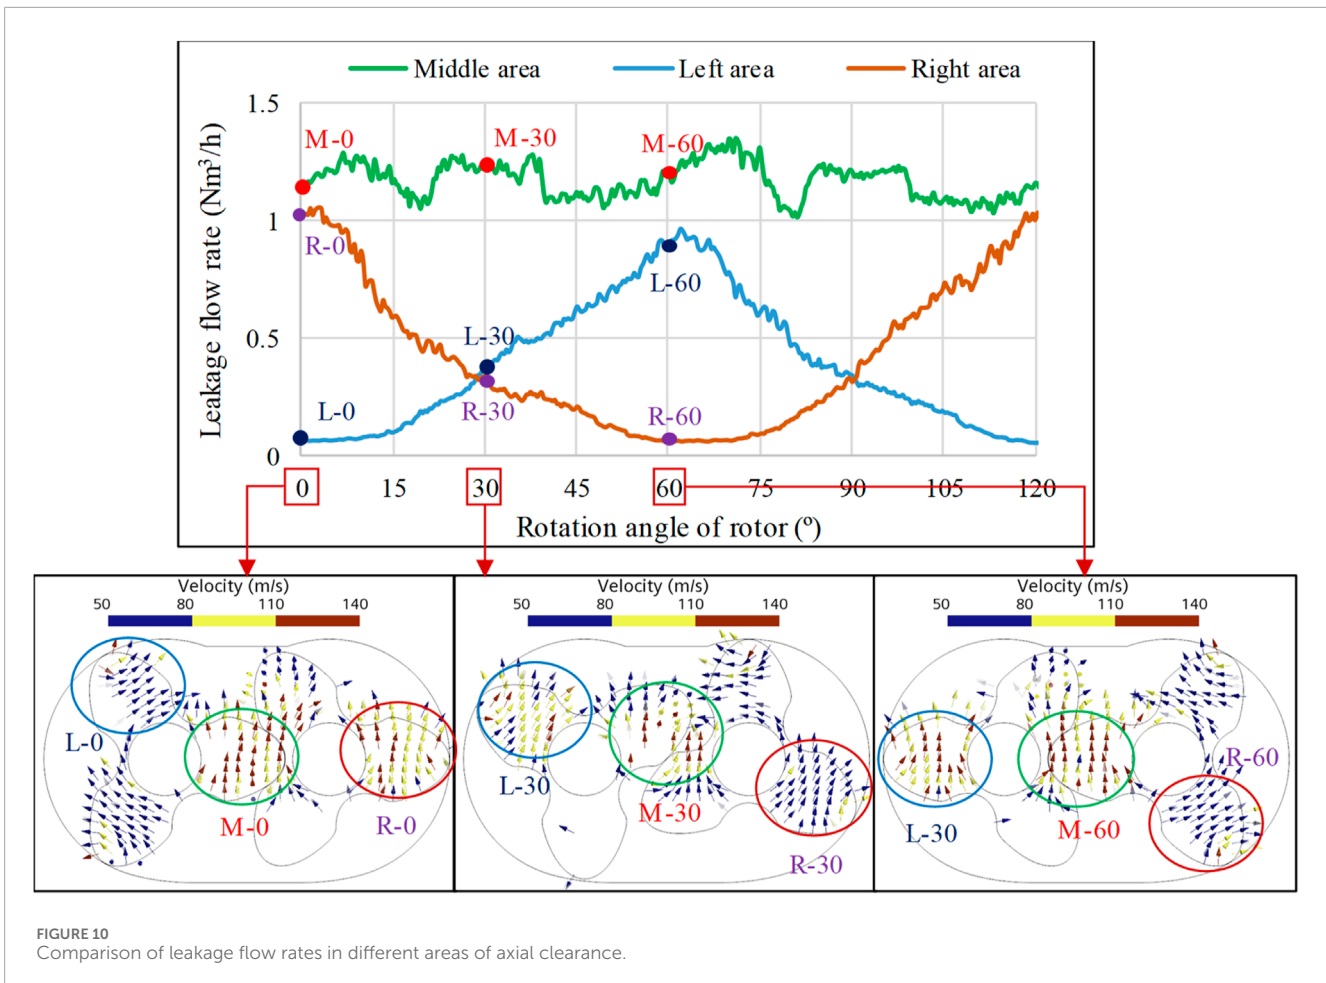 Middle area Left area Right area
1.5
1
0.5
0
Leakage flow rate (Nm³/h)
M-0
M-30
M-60
R-0
L-60
L-30
R-30
L-0
R-60
0 15 30 45 60 75 90 105 120
Rotation angle of rotor (º)
Velocity (m/s)
50 80 110 140
L-0
M-0
R-0
Velocity (m/s)
50 80 110 140
L-30
M-30
R-30
Velocity (m/s)
50 80 110 140
R-60
L-30
M-60
FIGURE 10
Comparison of leakage flow rates in different areas of axial clearance.